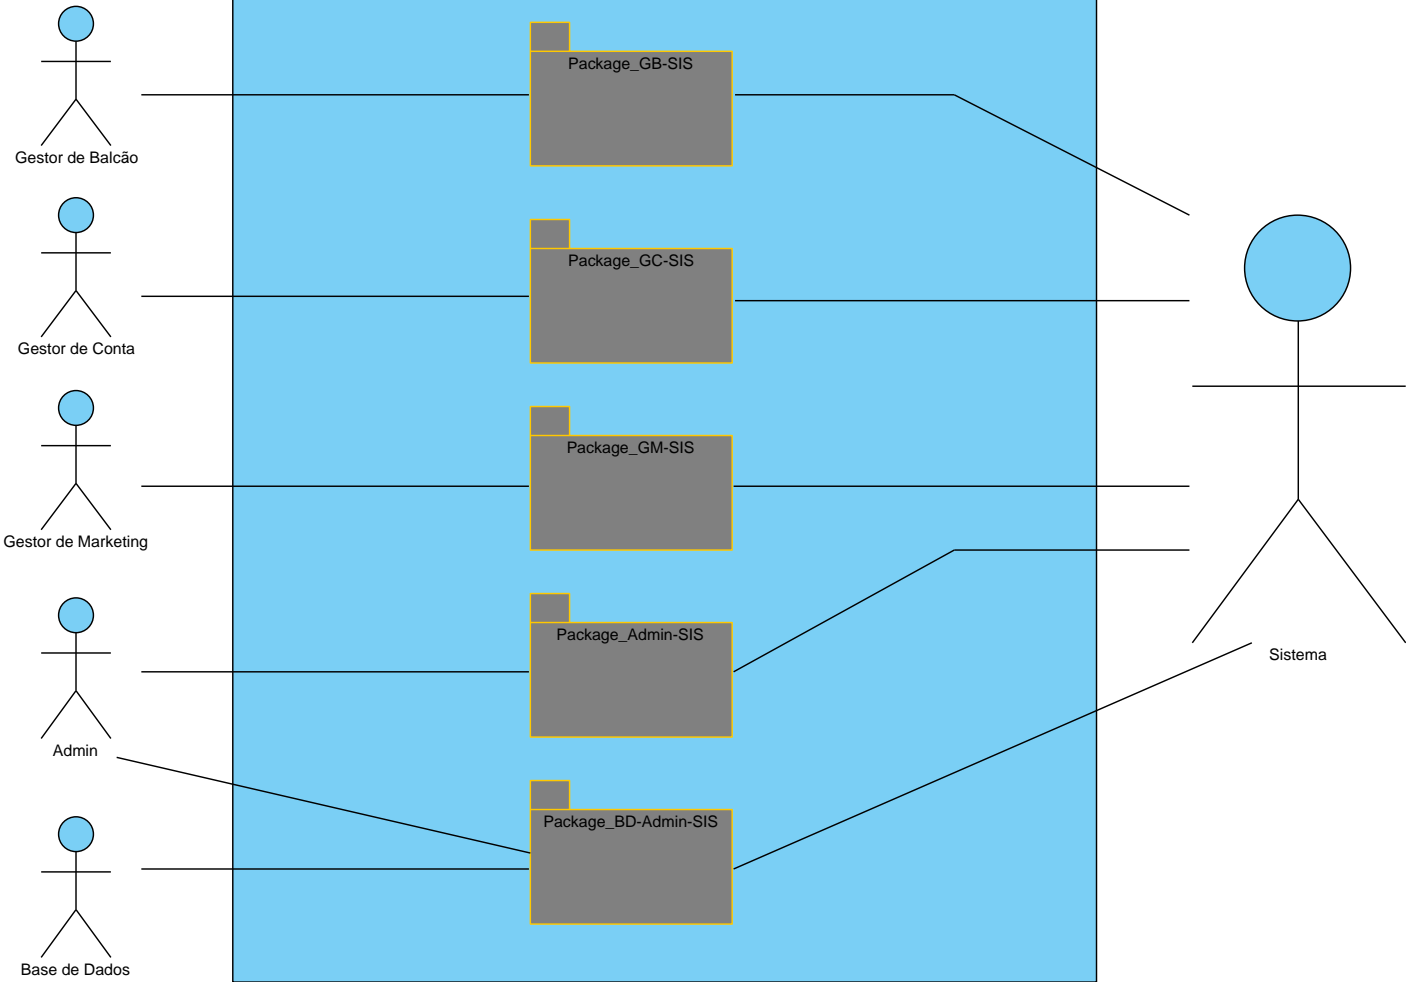 Package_GB-SIS
Gestor de Balcão
Package_GC-SIS
Gestor de Conta
Package_GM-SIS
Gestor de Marketing
Package_Admin-SIS
Sistema
Admin
Package_BD-Admin-SIS
Base de Dados